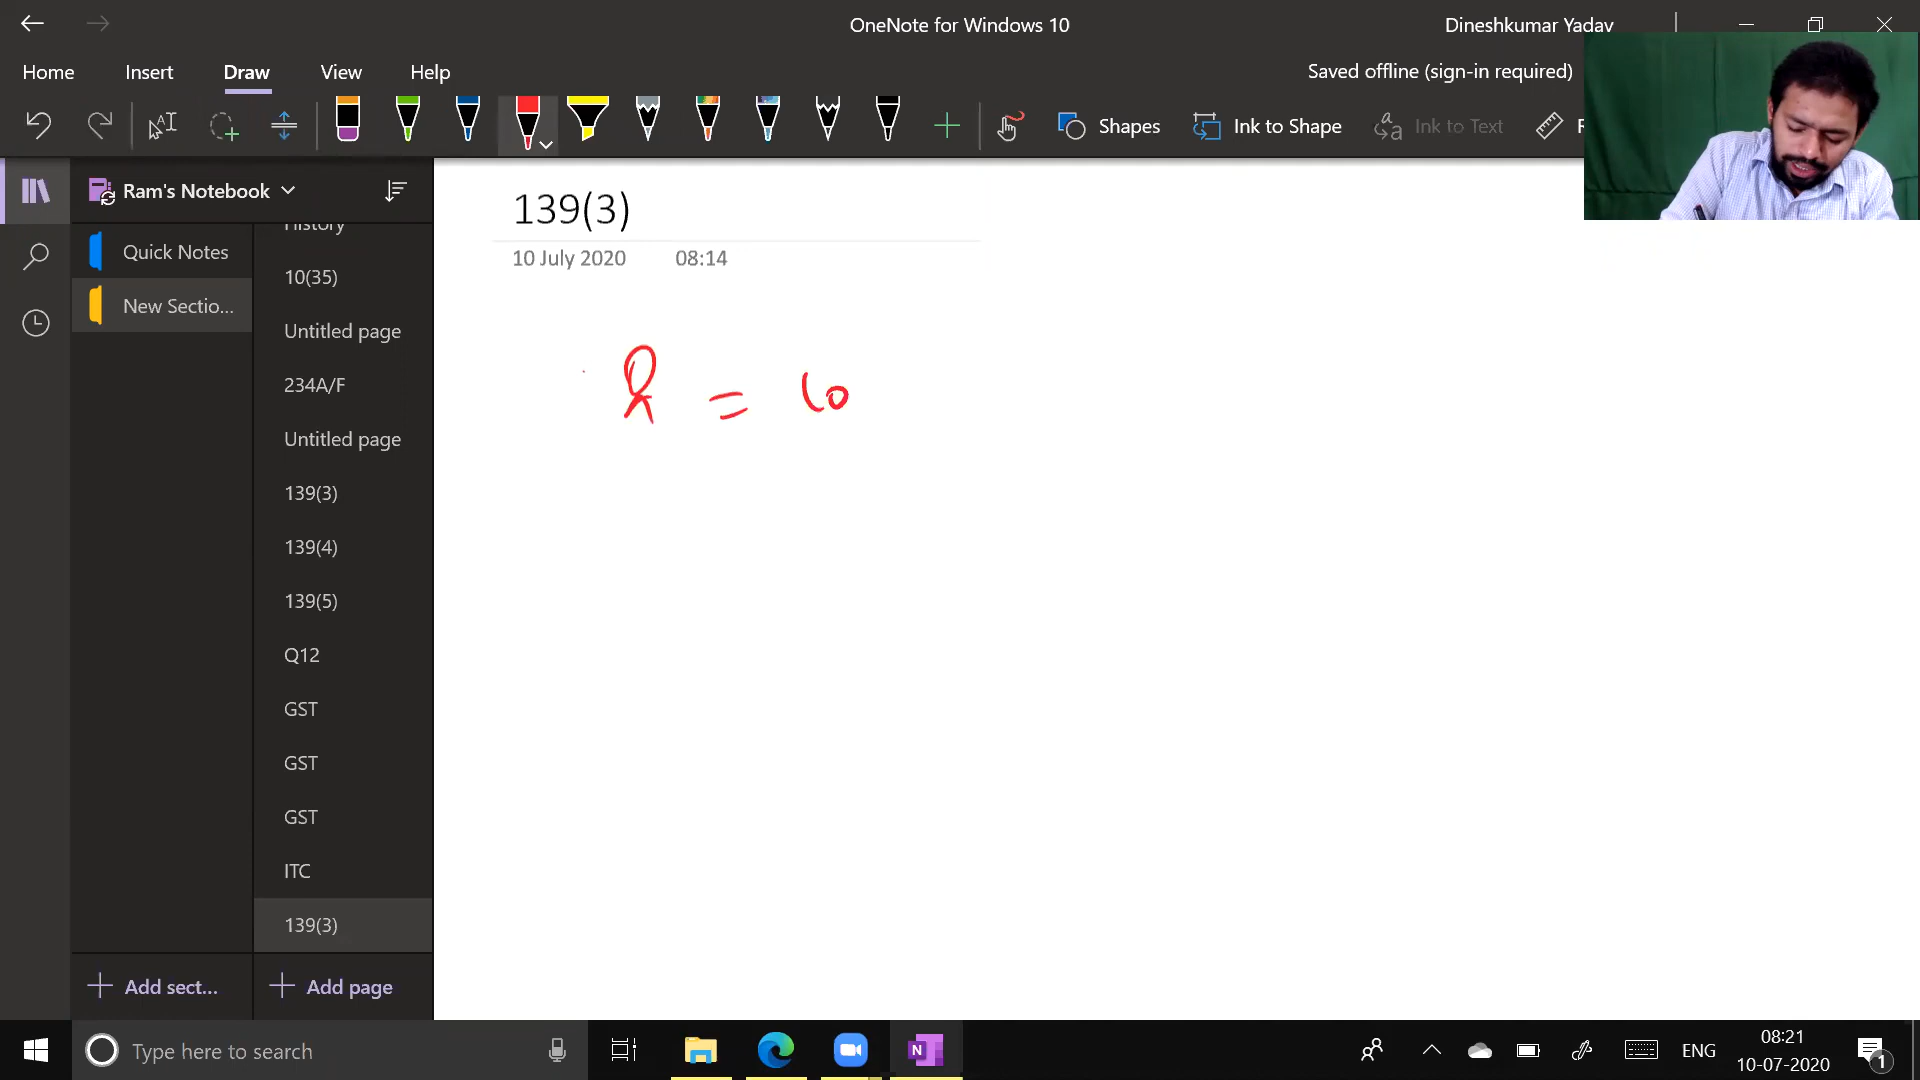 OneNote for Windows 10
Dineshkumar Yadav
Home Insert Draw View Help
Saved offline (sign-in required)
Shapes
Ink to Shape
Ink to Text
Ram's Notebook
Quick Notes
New Sectio...
History
10(35)
Untitled page
234A/F
Untitled page
139(3)
139(4)
139(5)
Q12
GST
GST
GST
ITC
139(3)
Add sect...
Add page
139(3)
10 July 2020 08:14
R = 10
Type here to search
ENG
08:21
10-07-2020
1